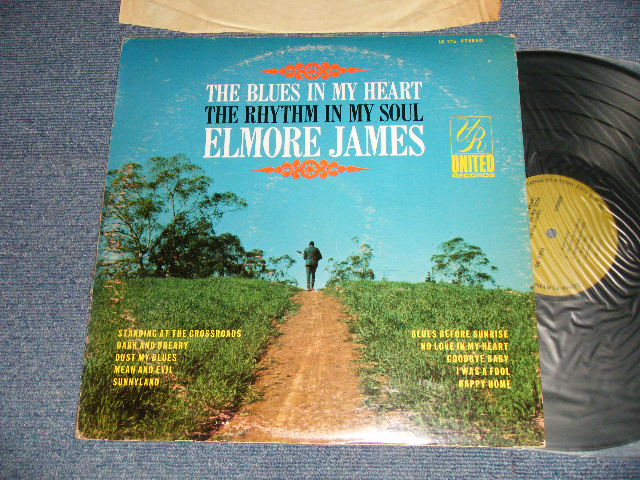 STEREO
THE BLUES IN MY HEART
THE RHYTHM IN MY SOUL
ELMORE JAMES
UR
UNITED
RECORDS
STANDING AT THE CROSSROADS
DARK AND DREARY
DUST MY BLUES
MEAN AND EVIL
SUNNYLAND
BLUES BEFORE SUNRISE
NO LOVE IN MY HEART
GOODBYE BABY
I WAS A FOOL
HAPPY HOME